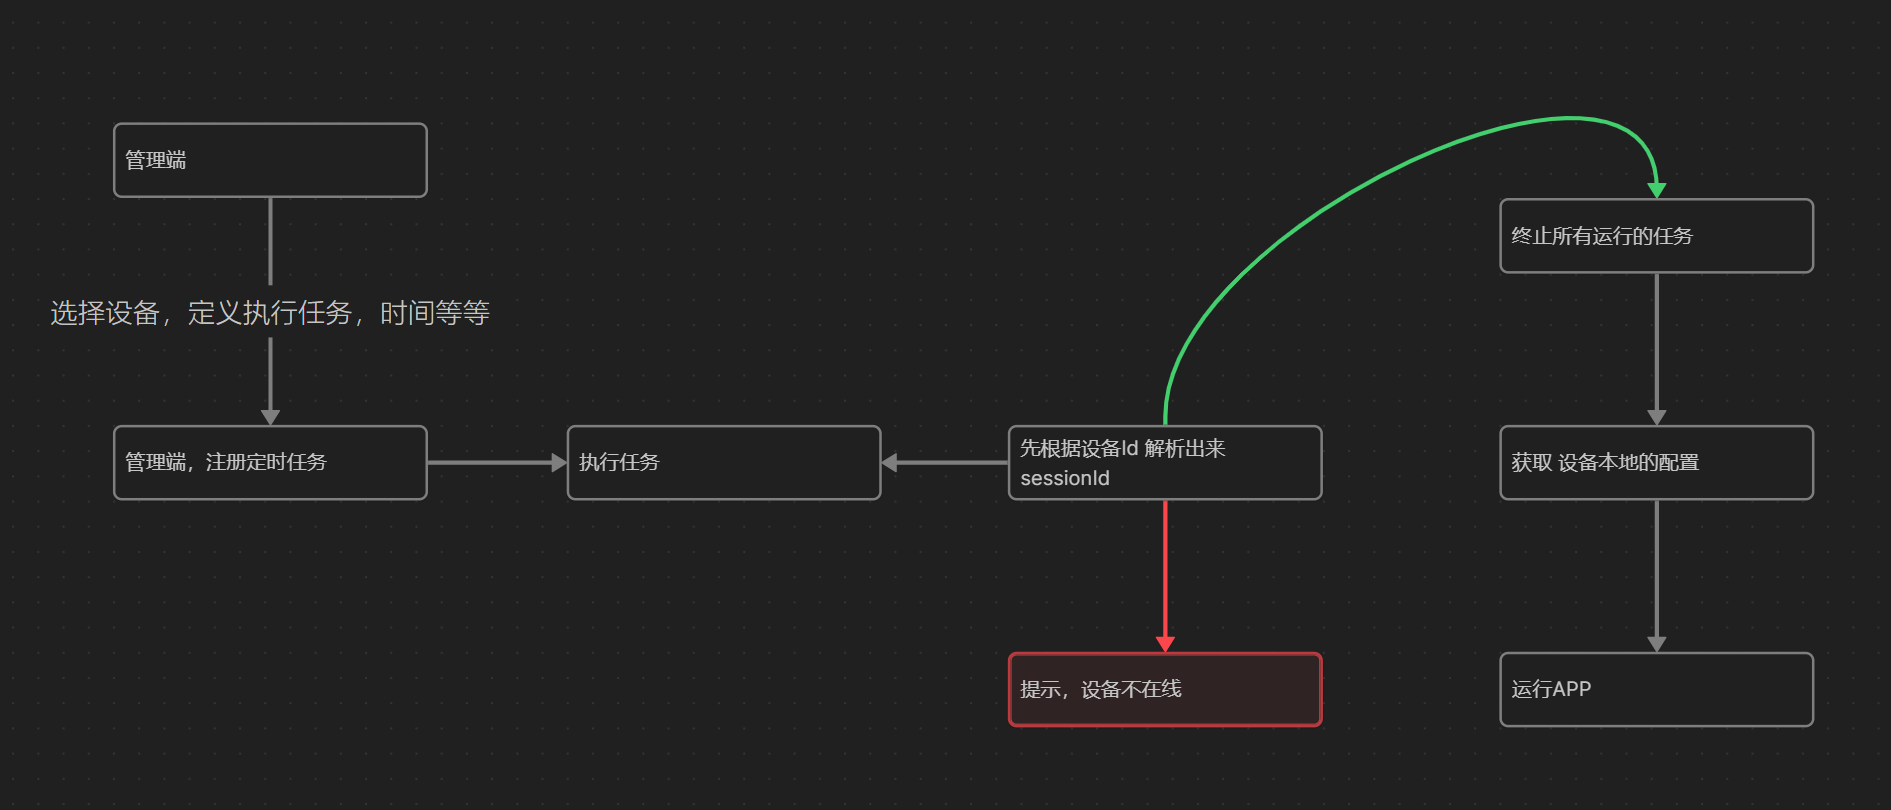 管理端
选择设备，定义执行任务，时间等等
管理端，注册定时任务
执行任务
先根据设备Id 解析出来
sessionId
提示，设备不在线
终止所有运行的任务
获取 设备本地的配置
运行APP